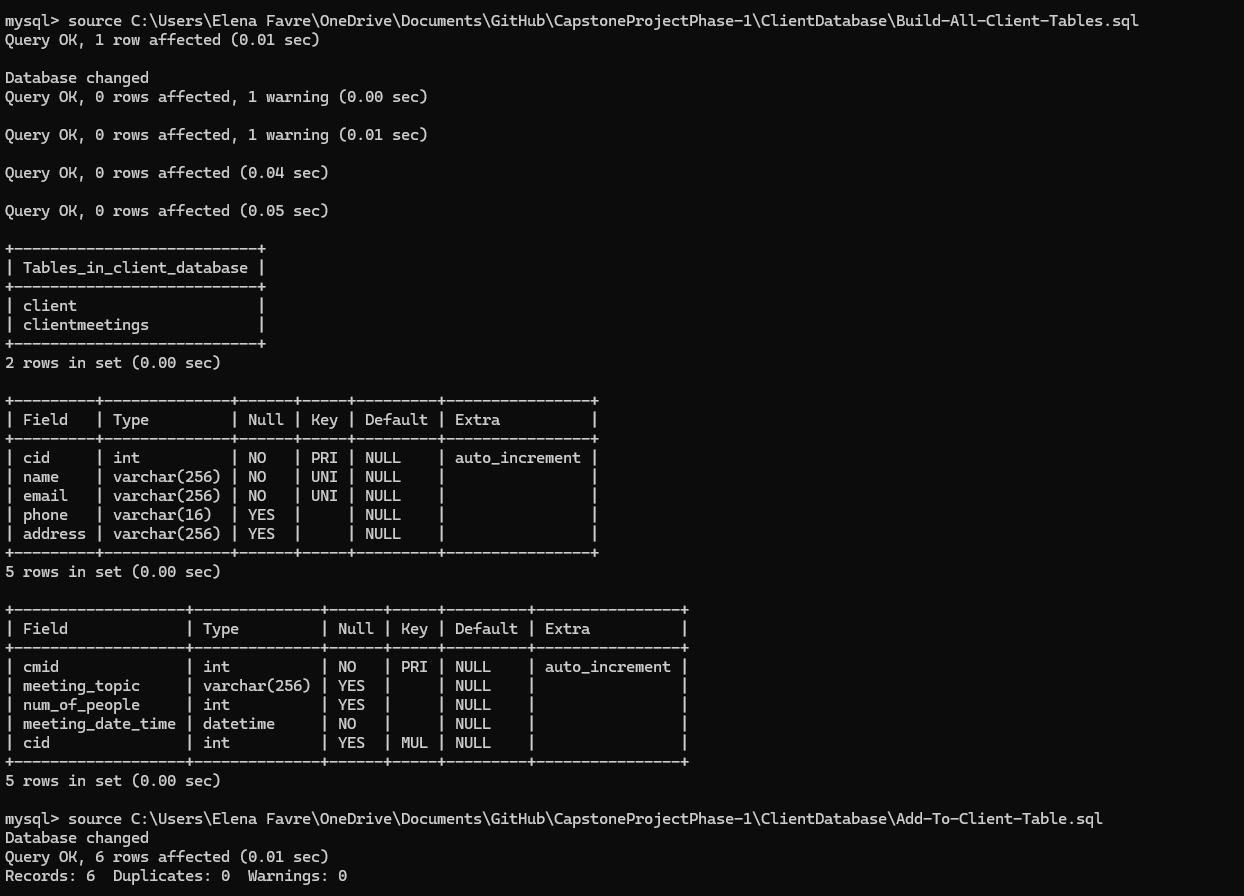 mysql> source C:\Users\Elena Favre\OneDrive\Documents\GitHub\CapstoneProjectPhase-1\ClientDatabase\Build-All-Client-Tables.sql
Query OK, 1 row affected (0.01 sec)

Database changed
Query OK, 0 rows affected, 1 warning (0.00 sec)

Query OK, 0 rows affected, 1 warning (0.01 sec)

Query OK, 0 rows affected (0.04 sec)

Query OK, 0 rows affected (0.05 sec)

+---------------------------+
| Tables_in_client_database |
+---------------------------+
| client                    |
| clientmeetings            |
+---------------------------+
2 rows in set (0.00 sec)

+---------+--------------+------+-----+---------+----------------+
| Field   | Type         | Null | Key | Default | Extra          |
+---------+--------------+------+-----+---------+----------------+
| cid     | int          | NO   | PRI | NULL    | auto_increment |
| name    | varchar(256) | NO   | UNI | NULL    |                |
| email   | varchar(256) | NO   | UNI | NULL    |                |
| phone   | varchar(16)  | YES  |     | NULL    |                |
| address | varchar(256) | YES  |     | NULL    |                |
+---------+--------------+------+-----+---------+----------------+
5 rows in set (0.00 sec)

+-------------------+--------------+------+-----+---------+----------------+
| Field             | Type         | Null | Key | Default | Extra          |
+-------------------+--------------+------+-----+---------+----------------+
| cmid              | int          | NO   | PRI | NULL    | auto_increment |
| meeting_topic     | varchar(256) | YES  |     | NULL    |                |
| num_of_people     | int          | YES  |     | NULL    |                |
| meeting_date_time | datetime     | NO   |     | NULL    |                |
| cid               | int          | YES  | MUL | NULL    |                |
+-------------------+--------------+------+-----+---------+----------------+
5 rows in set (0.00 sec)

mysql> source C:\Users\Elena Favre\OneDrive\Documents\GitHub\CapstoneProjectPhase-1\ClientDatabase\Add-To-Client-Table.sql
Database changed
Query OK, 6 rows affected (0.01 sec)
Records: 6  Duplicates: 0  Warnings: 0